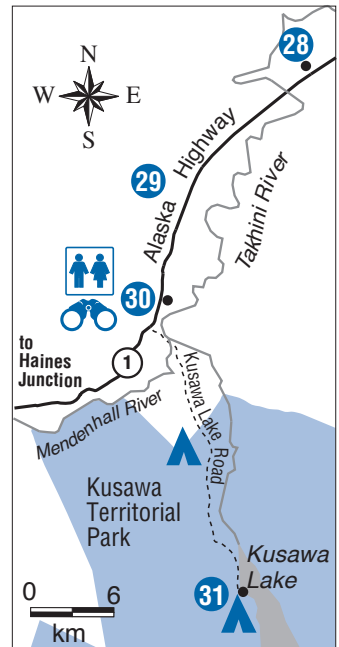 N
W E
S
28
29
Alaska Highway
Takhini River
30
to
Haines
Junction
1
Kusawa Lake Road
Mendenhall River
Kusawa
Territorial
Park
Kusawa
Lake
31
0 6
km